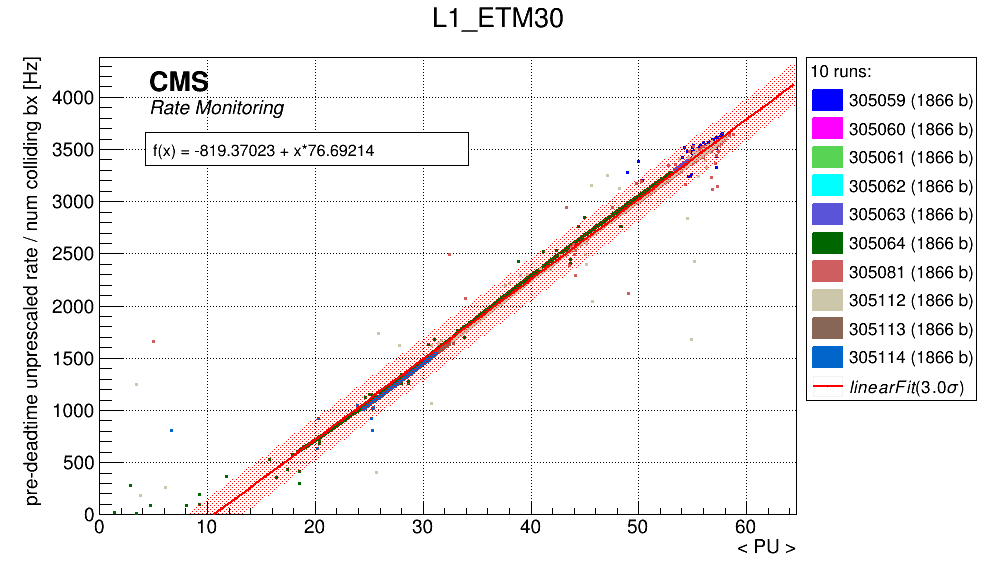 L1_ETM30
pre-deadtime unprescaled rate / num colliding bx [Hz]
CMS
Rate Monitoring
f(x) = -819.37023 + x*76.69214
4000
3500
3000
2500
2000
1500
1000
500
0
0 10 20 30 40 50 60
< PU >
10 runs:
305059 (1866 b)
305060 (1866 b)
305061 (1866 b)
305062 (1866 b)
305063 (1866 b)
305064 (1866 b)
305081 (1866 b)
305112 (1866 b)
305113 (1866 b)
305114 (1866 b)
linearFit(3.0σ)